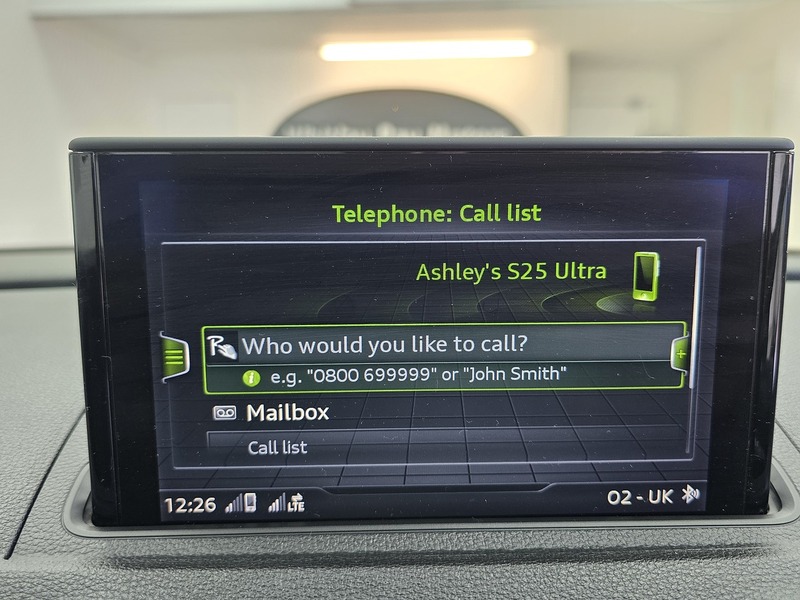 Telephone: Call list
Ashley's S25 Ultra
Who would you like to call?
e.g. "0800 699999" or "John Smith"
Mailbox
Call list
12:26 LTE O2 - UK